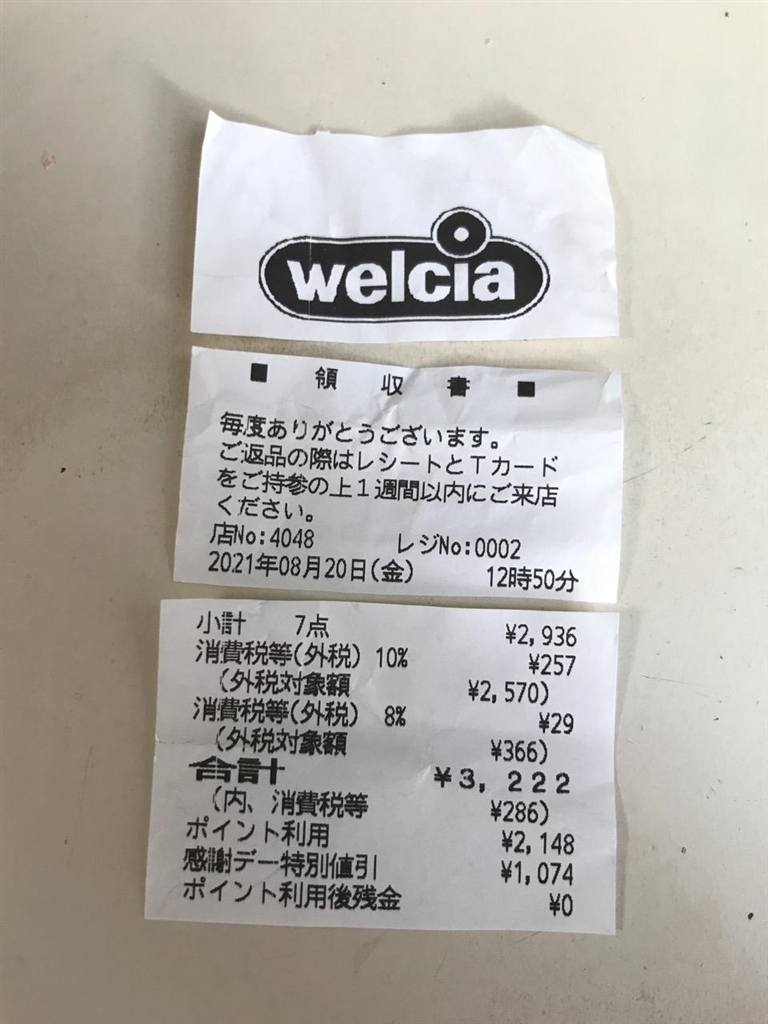 welcia
■ 領 収 書 ■
毎度ありがとうございます。
ご返品の際はレシートとTカード
をご持参の上1週間以内にご来店
ください。
店No:4048 レジNo:0002
2021年08月20日(金) 12時50分
小計 7点 ¥2,936
消費税等(外税) 10% ¥257
(外税対象額 ¥2,570)
消費税等(外税) 8% ¥29
(外税対象額 ¥366)
合計 ¥3,222
(内、消費税等 ¥286)
ポイント利用 ¥2,148
感謝デー特別値引 ¥1,074
ポイント利用後残金 ¥0